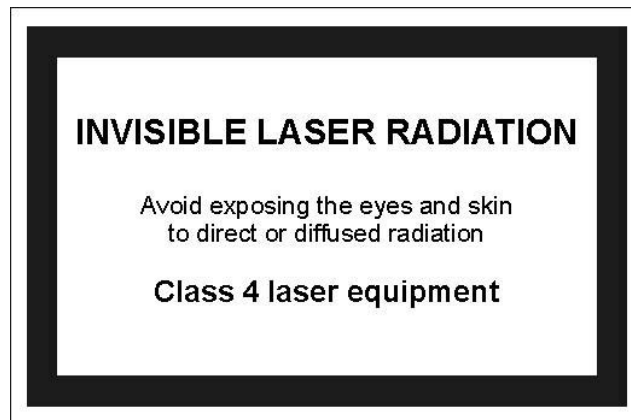 INVISIBLE LASER RADIATION
Avoid exposing the eyes and skin
to direct or diffused radiation
Class 4 laser equipment